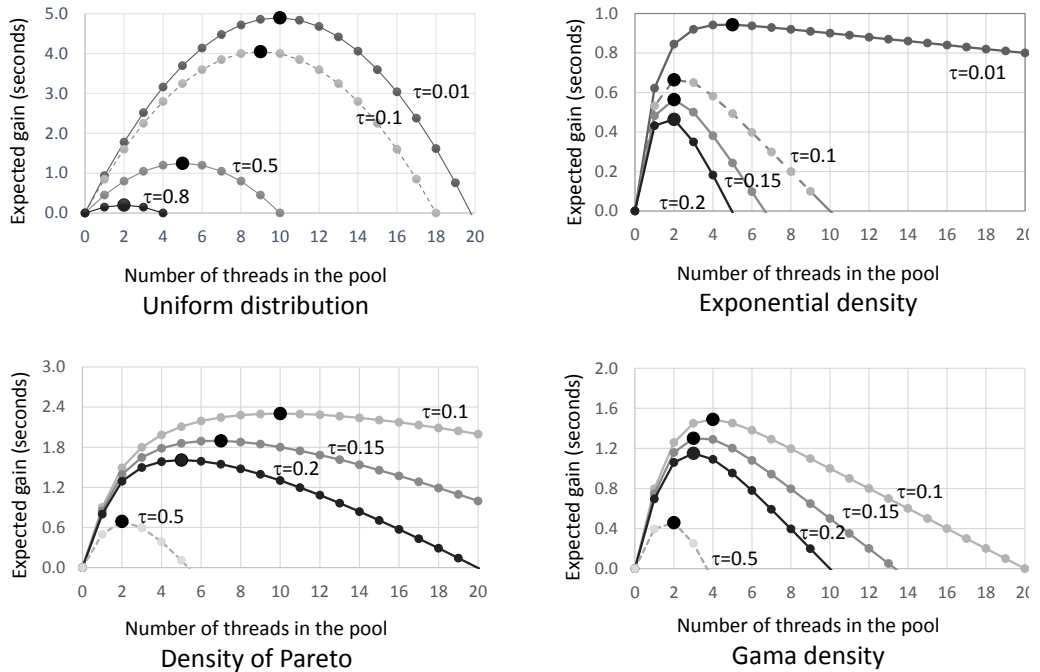 Expected gain (seconds)
5.0
4.0
3.0
2.0
1.0
0.0
0 2 4 6 8 10 12 14 16 18 20
τ=0.01
τ=0.1
τ=0.5
τ=0.8
Number of threads in the pool
Uniform distribution
Expected gain (seconds)
1.0
0.8
0.6
0.4
0.2
0.0
0 2 4 6 8 10 12 14 16 18 20
τ=0.01
τ=0.1
τ=0.15
τ=0.2
Number of threads in the pool
Exponential density
Expected gain (seconds)
3.0
2.4
1.8
1.2
0.6
0.0
0 2 4 6 8 10 12 14 16 18 20
τ=0.1
τ=0.15
τ=0.2
τ=0.5
Number of threads in the pool
Density of Pareto
Expected gain (seconds)
2.0
1.6
1.2
0.8
0.4
0.0
0 2 4 6 8 10 12 14 16 18 20
τ=0.1
τ=0.15
τ=0.2
τ=0.5
Number of threads in the pool
Gama density